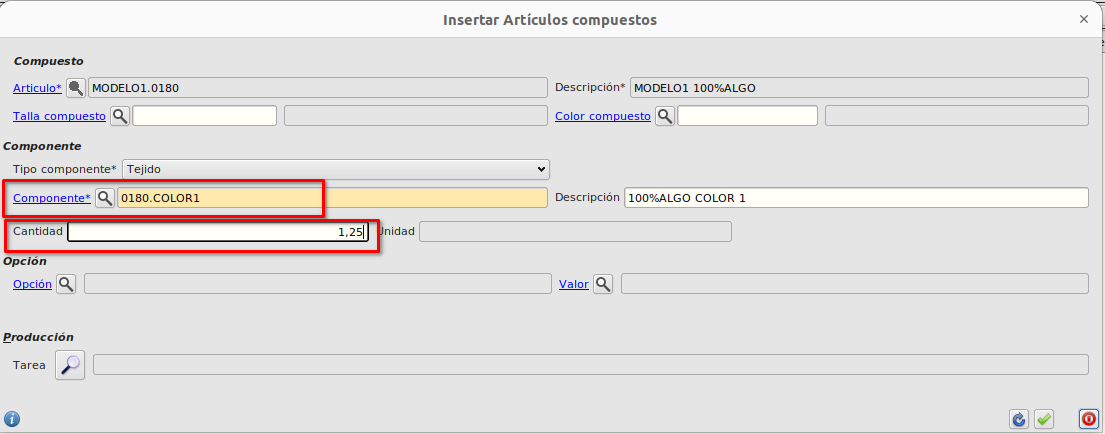 Insertar Artículos compuestos
Compuesto
Articulo* MODELO1.0180 Descripción* MODELO1 100%ALGO
Talla compuesto Color compuesto
Componente
Tipo componente* Tejido
Componente* 0180.COLOR1 Descripción 100%ALGO COLOR 1
Cantidad 1,25 Unidad
Opción
Opción Valor
Producción
Tarea